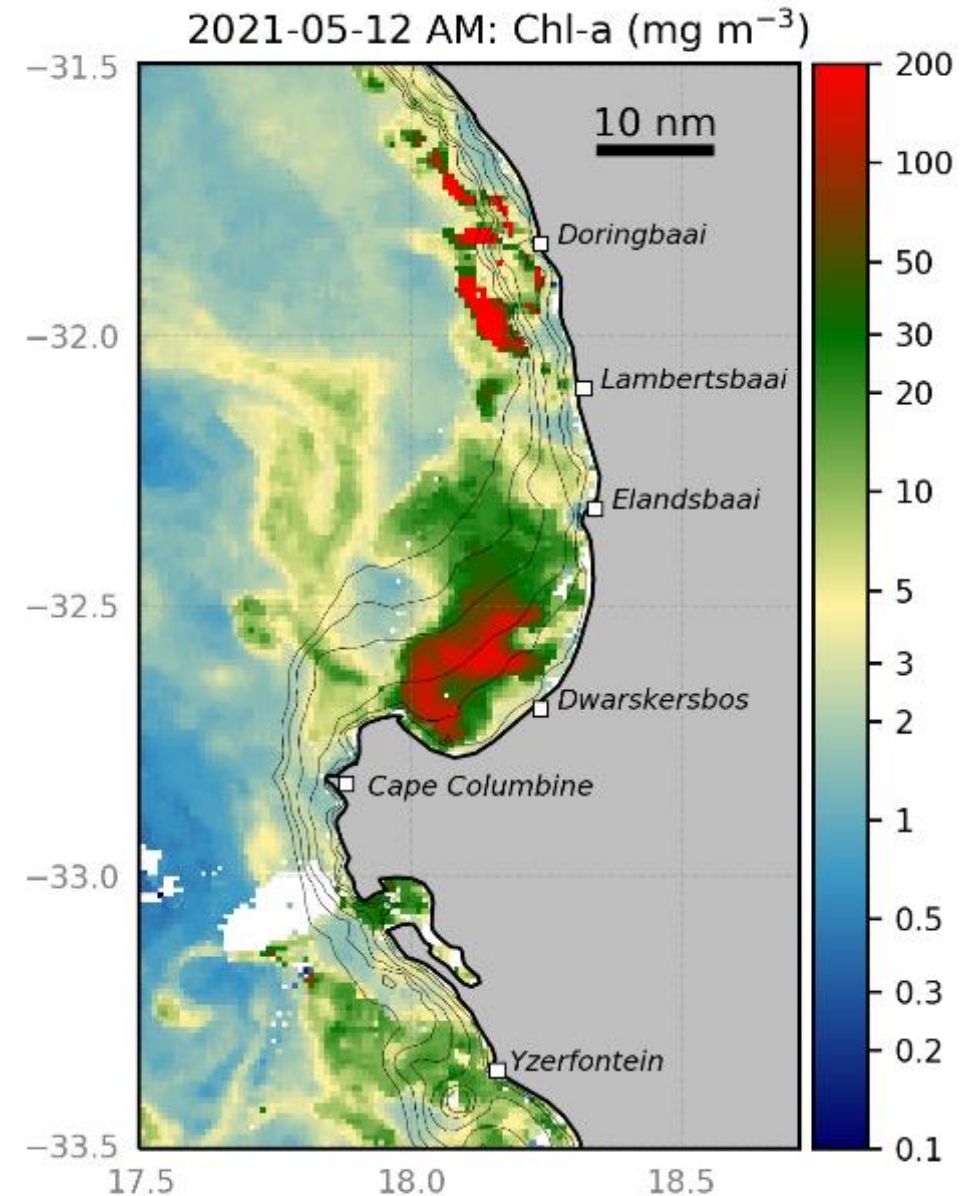 2021-05-12 AM: Chl-a (mg m⁻³)
−31.5
−32.0
−32.5
−33.0
−33.5
17.5
18.0
18.5
10 nm
Doringbaai
Lambertsbaai
Elandsbaai
Dwarskersbos
Cape Columbine
Yzerfontein
200
100
50
30
20
10
5
3
2
1
0.5
0.3
0.2
0.1